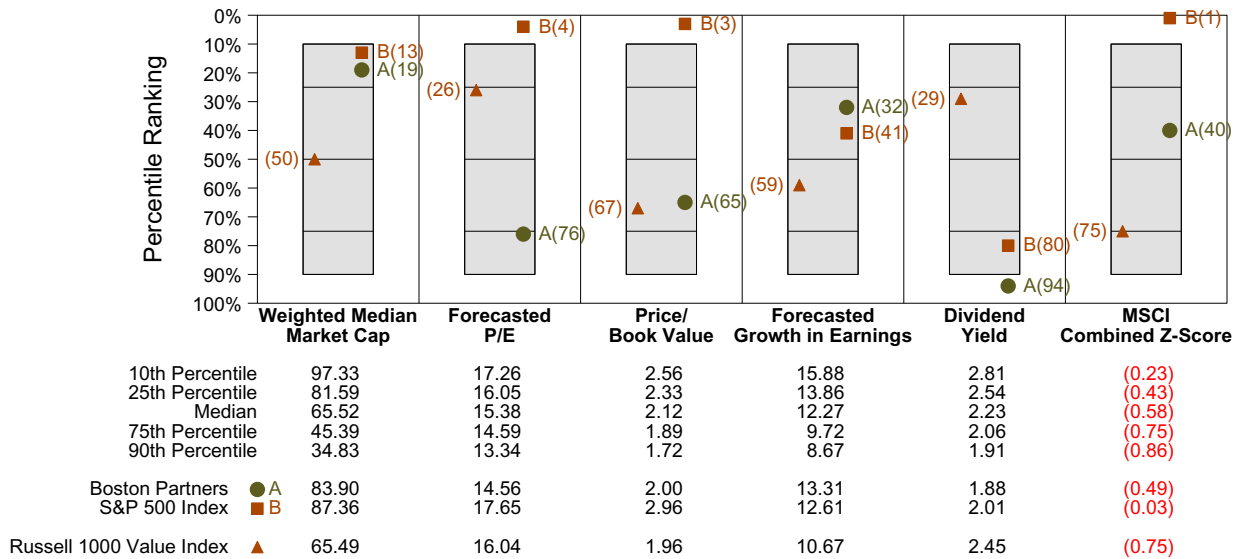 Percentile Ranking
0%
10%
20%
30%
40%
50%
60%
70%
80%
90%
100%
B(13)
A(19)
(50)
B(4)
(26)
A(76)
B(3)
A(65)
(67)
A(32)
B(41)
(59)
(29)
B(80)
A(94)
B(1)
A(40)
(75)
Weighted Median Market Cap
Forecasted P/E
Price/ Book Value
Forecasted Growth in Earnings
Dividend Yield
MSCI Combined Z-Score
10th Percentile 97.33 17.26 2.56 15.88 2.81 (0.23)
25th Percentile 81.59 16.05 2.33 13.86 2.54 (0.43)
Median 65.52 15.38 2.12 12.27 2.23 (0.58)
75th Percentile 45.39 14.59 1.89 9.72 2.06 (0.75)
90th Percentile 34.83 13.34 1.72 8.67 1.91 (0.86)
Boston Partners A 83.90 14.56 2.00 13.31 1.88 (0.49)
S&P 500 Index B 87.36 17.65 2.96 12.61 2.01 (0.03)
Russell 1000 Value Index 65.49 16.04 1.96 10.67 2.45 (0.75)